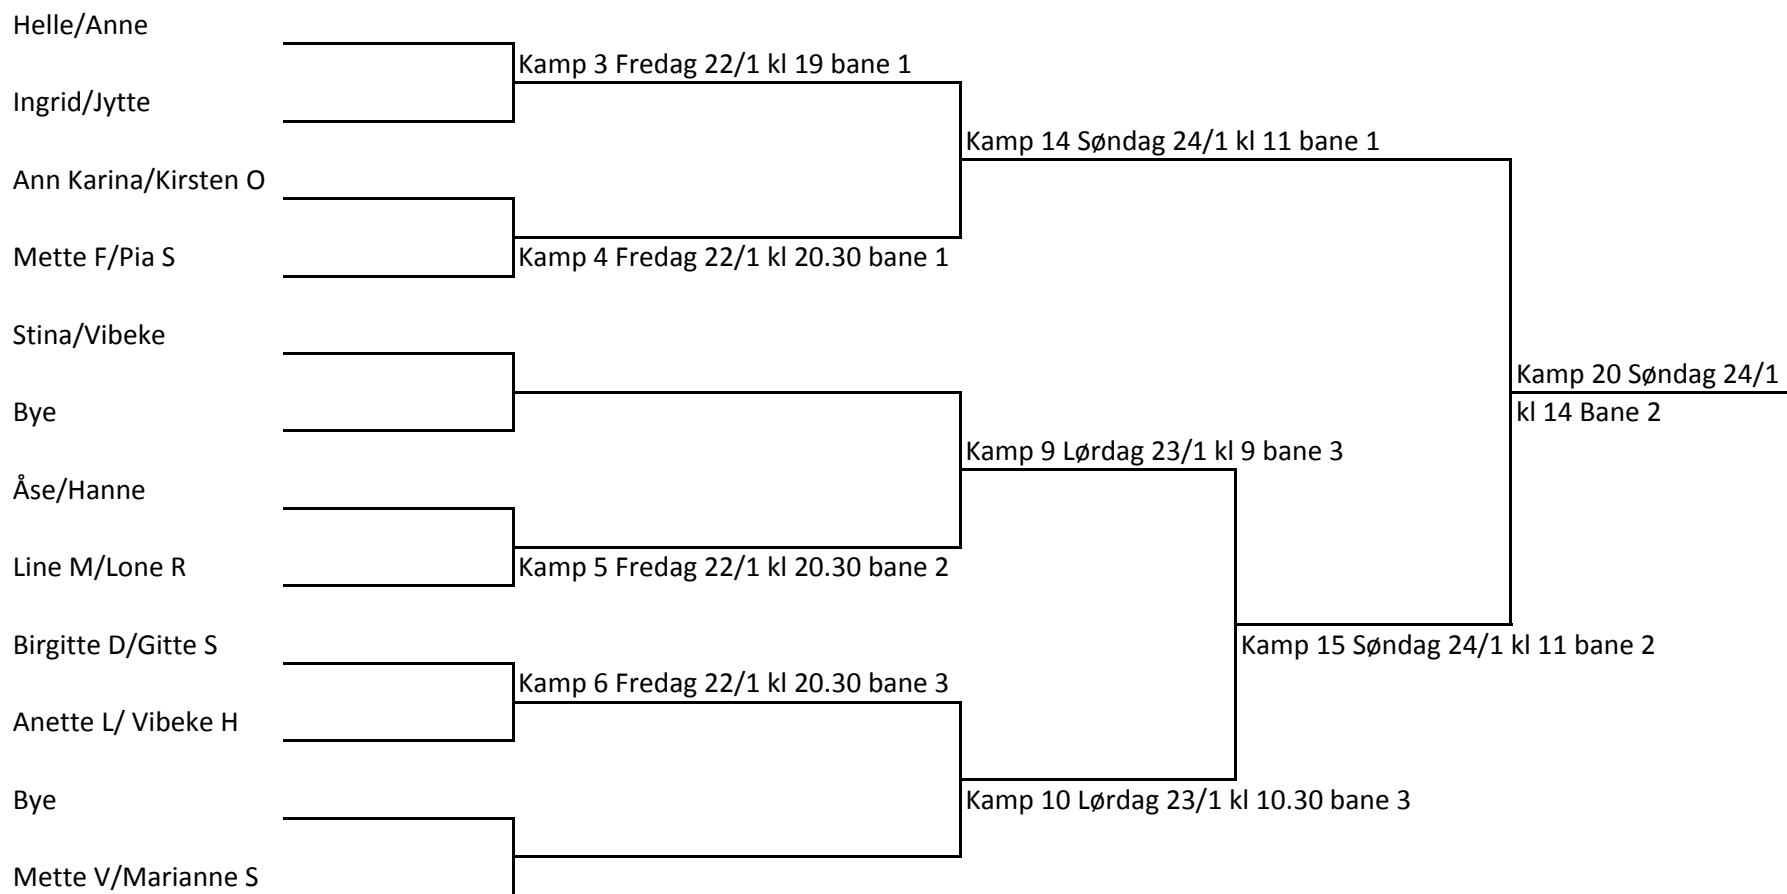 Helle/Anne
Kamp 3 Fredag 22/1 kl 19 bane 1
Ingrid/Jytte
Kamp 14 Søndag 24/1 kl 11 bane 1
Ann Karina/Kirsten O
Mette F/Pia S
Kamp 4 Fredag 22/1 kl 20.30 bane 1
Stina/Vibeke
Kamp 20 Søndag 24/1
Bye
kl 14 Bane 2
Kamp 9 Lørdag 23/1 kl 9 bane 3
Åse/Hanne
Line M/Lone R
Kamp 5 Fredag 22/1 kl 20.30 bane 2
Birgitte D/Gitte S
Kamp 15 Søndag 24/1 kl 11 bane 2
Kamp 6 Fredag 22/1 kl 20.30 bane 3
Anette L/ Vibeke H
Bye
Kamp 10 Lørdag 23/1 kl 10.30 bane 3
Mette V/Marianne S